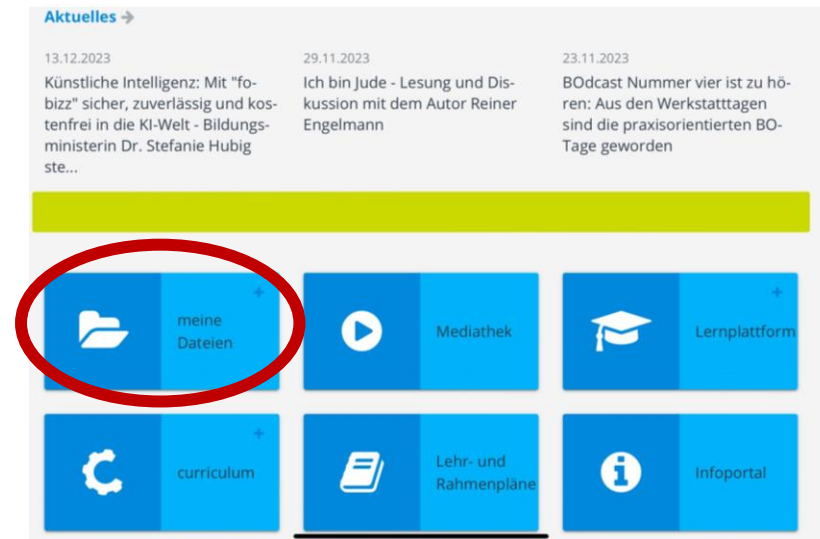 Aktuelles →
13.12.2023
Künstliche Intelligenz: Mit "fo-
bizz" sicher, zuverlässig und kos-
tenfrei in die KI-Welt - Bildungs-
ministerin Dr. Stefanie Hubig
ste...
29.11.2023
Ich bin Jude - Lesung und Dis-
kussion mit dem Autor Reiner
Engelmann
23.11.2023
BOdcast Nummer vier ist zu hö-
ren: Aus den Werkstatttagen
sind die praxisorientierten BO-
Tage geworden
+
meine
Dateien
Mediathek
+
Lernplattform
+
curriculum
Lehr- und
Rahmenpläne
Infoportal